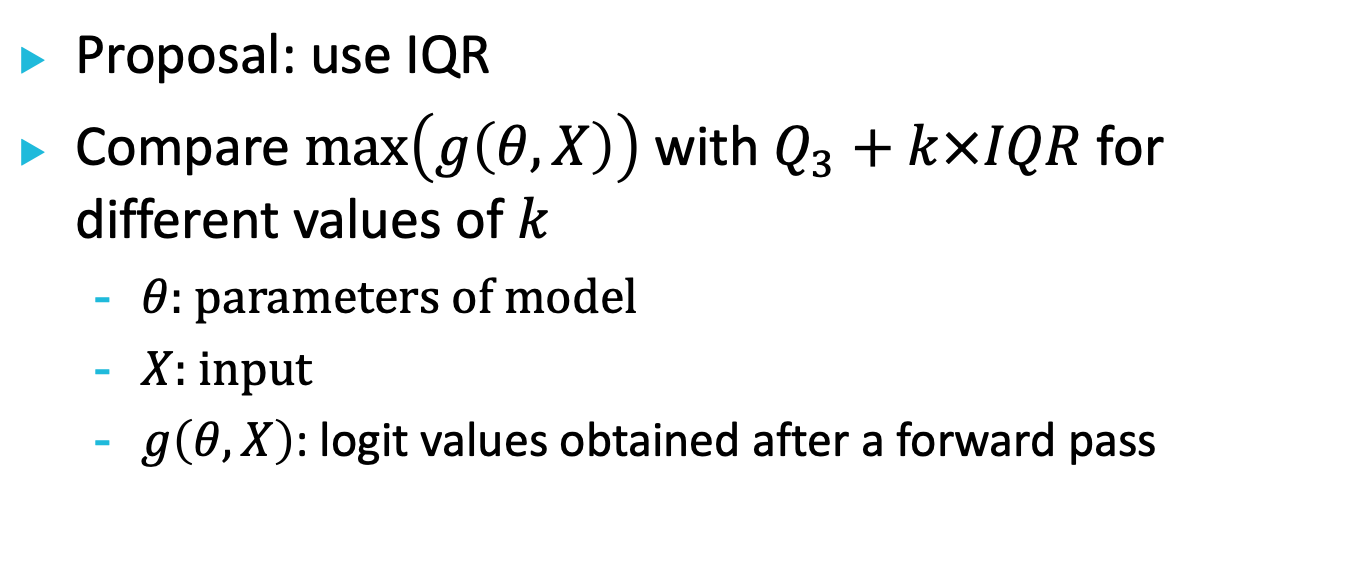 ▶ Proposal: use IQR
▶ Compare max(g(θ, X)) with Q₃ + k×IQR for
different values of k
- θ: parameters of model
- X: input
- g(θ, X): logit values obtained after a forward pass